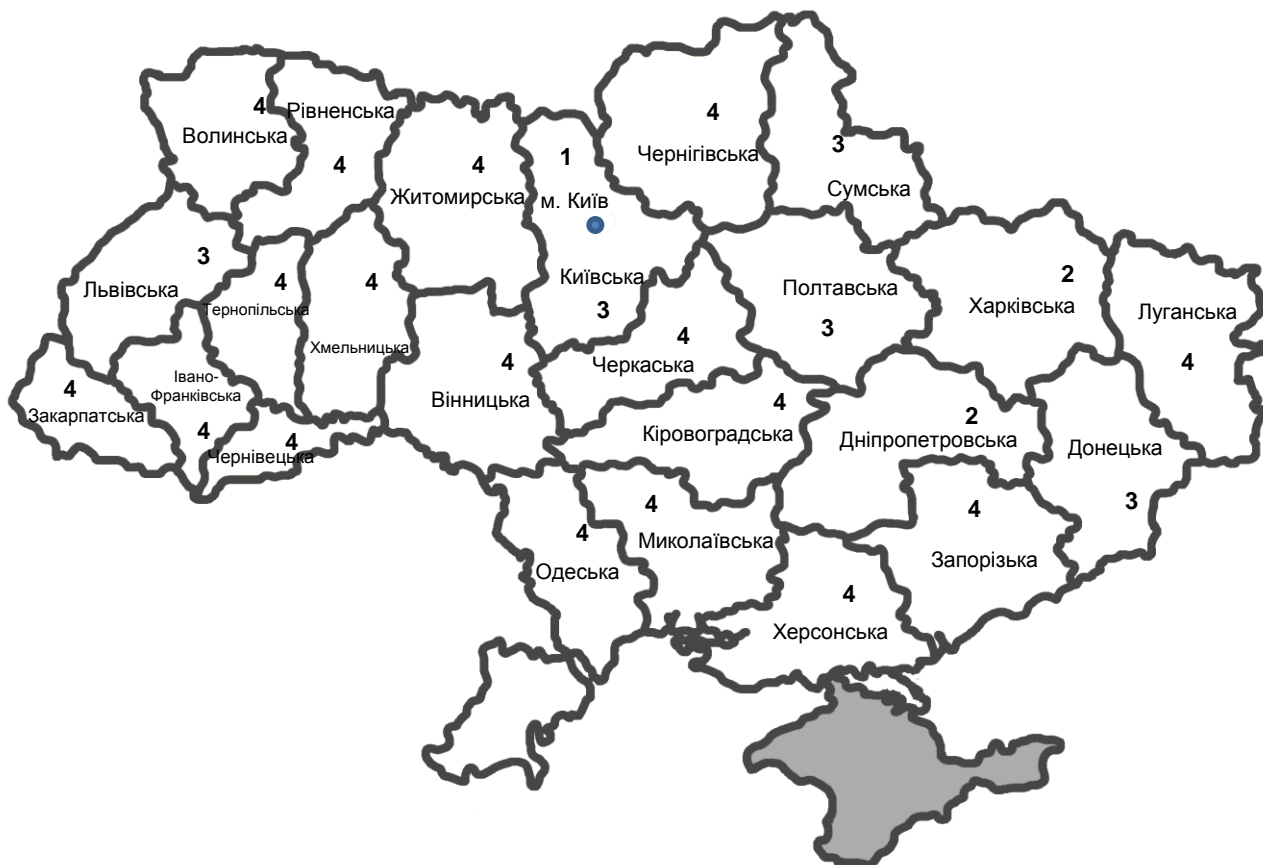 4
Волинська
Рівненська
4
4
Житомирська
1
м. Київ
4
Чернігівська
3
Сумська
3
Львівська
4
Тернопільська
4
Хмельницька
Київська
3
Полтавська
3
2
Харківська
Луганська
4
4
Черкаська
4
Вінницька
4
Закарпатська
Івано-
Франківська
4
4
Чернівецька
4
Кіровоградська
2
Дніпропетровська
Донецька
3
4
Одеська
4
Миколаївська
4
Запорізька
4
Херсонська